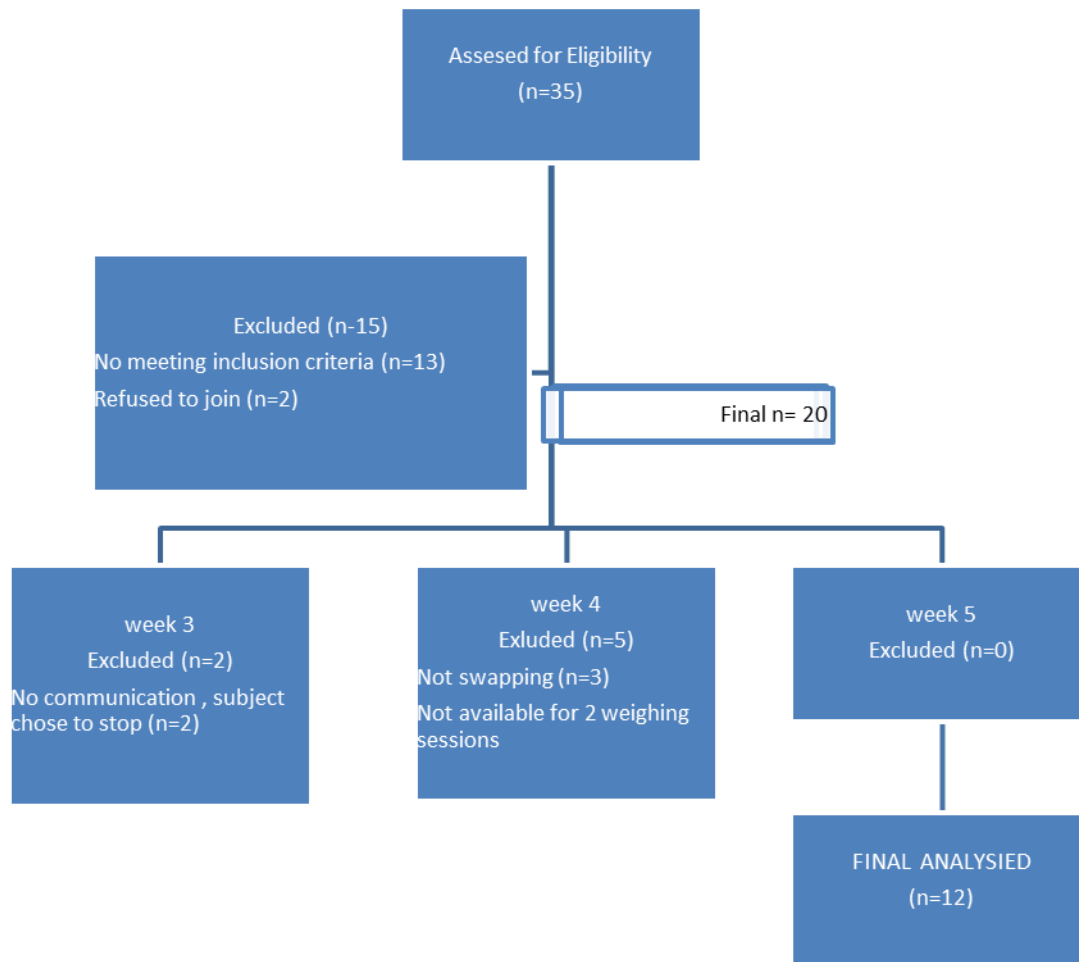 Assesed for Eligibility
(n=35)
Excluded (n-15)
No meeting inclusion criteria (n=13)
Refused to join (n=2)
Final n= 20
week 3
Excluded (n=2)
No communication , subject
chose to stop (n=2)
week 4
Exluded (n=5)
Not swapping (n=3)
Not available for 2 weighing
sessions
week 5
Excluded (n=0)
FINAL ANALYSIED
(n=12)